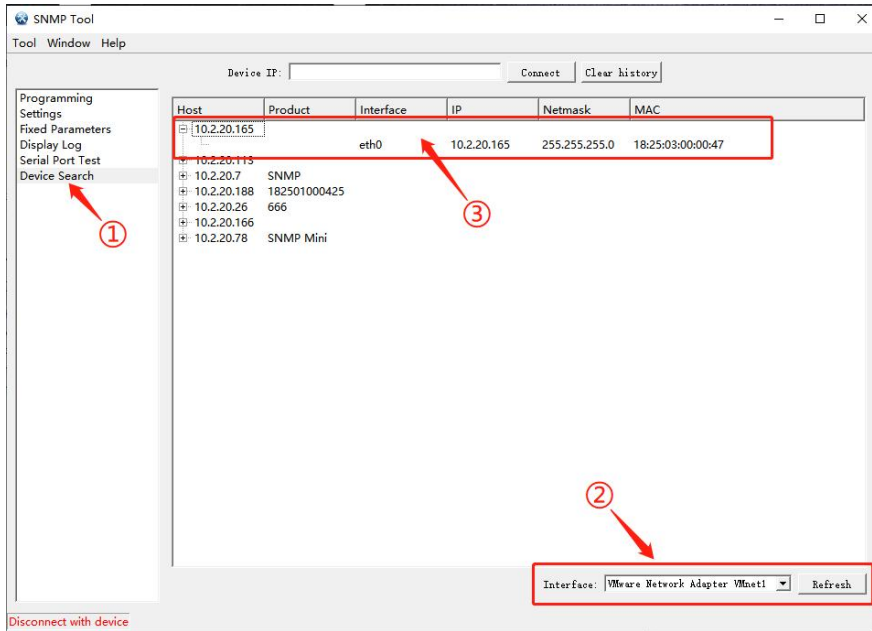 SNMP Tool
Tool Window Help
Device IP: Connect Clear history
Programming
Settings
Fixed Parameters
Display Log
Serial Port Test
Device Search
①
Host Product Interface IP Netmask MAC
10.2.20.165
eth0 10.2.20.165 255.255.255.0 18:25:03:00:00:47
10.2.20.115
10.2.20.7 SNMP
10.2.20.188 182501000425
10.2.20.26 666
10.2.20.166
10.2.20.78 SNMP Mini
③
②
Interface: VMware Network Adapter VMnet1 Refresh
Disconnect with device